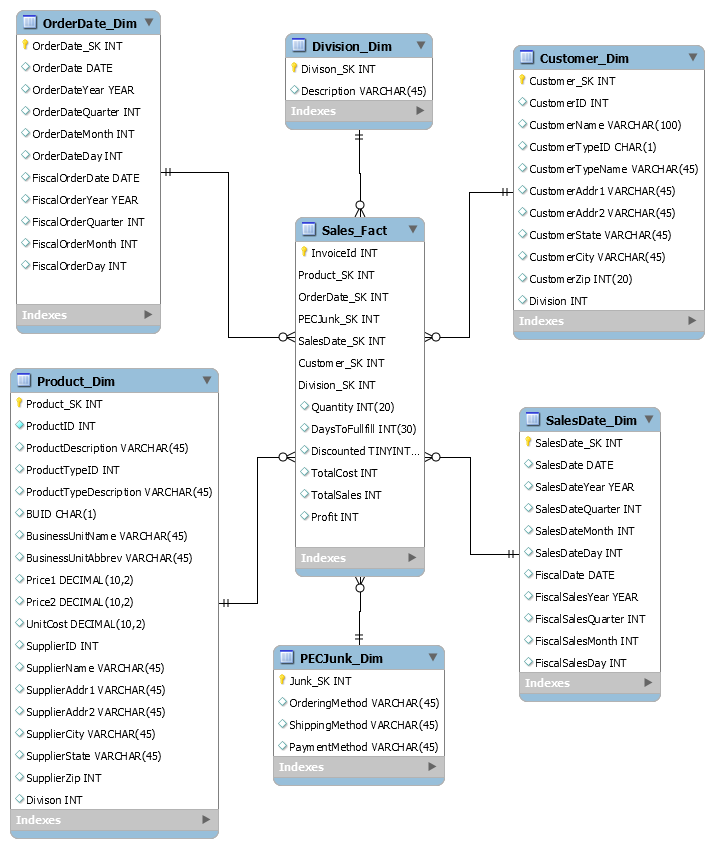 OrderDate_Dim
OrderDate_SK INT
OrderDate DATE
OrderDateYear YEAR
OrderDateQuarter INT
OrderDateMonth INT
OrderDateDay INT
FiscalOrderDate DATE
FiscalOrderYear YEAR
FiscalOrderQuarter INT
FiscalOrderMonth INT
FiscalOrderDay INT
Indexes
Division_Dim
Divison_SK INT
Description VARCHAR(45)
Indexes
Customer_Dim
Customer_SK INT
CustomerID INT
CustomerName VARCHAR(100)
CustomerTypeID CHAR(1)
CustomerTypeName VARCHAR(45)
CustomerAddr1 VARCHAR(45)
CustomerAddr2 VARCHAR(45)
CustomerState VARCHAR(45)
CustomerCity VARCHAR(45)
CustomerZip INT(20)
Division INT
Indexes
Sales_Fact
InvoiceId INT
Product_SK INT
OrderDate_SK INT
PECJunk_SK INT
SalesDate_SK INT
Customer_SK INT
Division_SK INT
Quantity INT(20)
DaysToFullfill INT(30)
Discounted TINYINT...
TotalCost INT
TotalSales INT
Profit INT
Indexes
Product_Dim
Product_SK INT
ProductID INT
ProductDescription VARCHAR(45)
ProductTypeID INT
ProductTypeDescription VARCHAR(45)
BUID CHAR(1)
BusinessUnitName VARCHAR(45)
BusinessUnitAbbrev VARCHAR(45)
Price1 DECIMAL(10,2)
Price2 DECIMAL(10,2)
UnitCost DECIMAL(10,2)
SupplierID INT
SupplierName VARCHAR(45)
SupplierAddr1 VARCHAR(45)
SupplierAddr2 VARCHAR(45)
SupplierCity VARCHAR(45)
SupplierState VARCHAR(45)
SupplierZip INT
Divison INT
Indexes
SalesDate_Dim
SalesDate_SK INT
SalesDate DATE
SalesDateYear YEAR
SalesDateQuarter INT
SalesDateMonth INT
SalesDateDay INT
FiscalDate DATE
FiscalSalesYear YEAR
FiscalSalesQuarter INT
FiscalSalesMonth INT
FiscalSalesDay INT
Indexes
PECJunk_Dim
Junk_SK INT
OrderingMethod VARCHAR(45)
ShippingMethod VARCHAR(45)
PaymentMethod VARCHAR(45)
Indexes